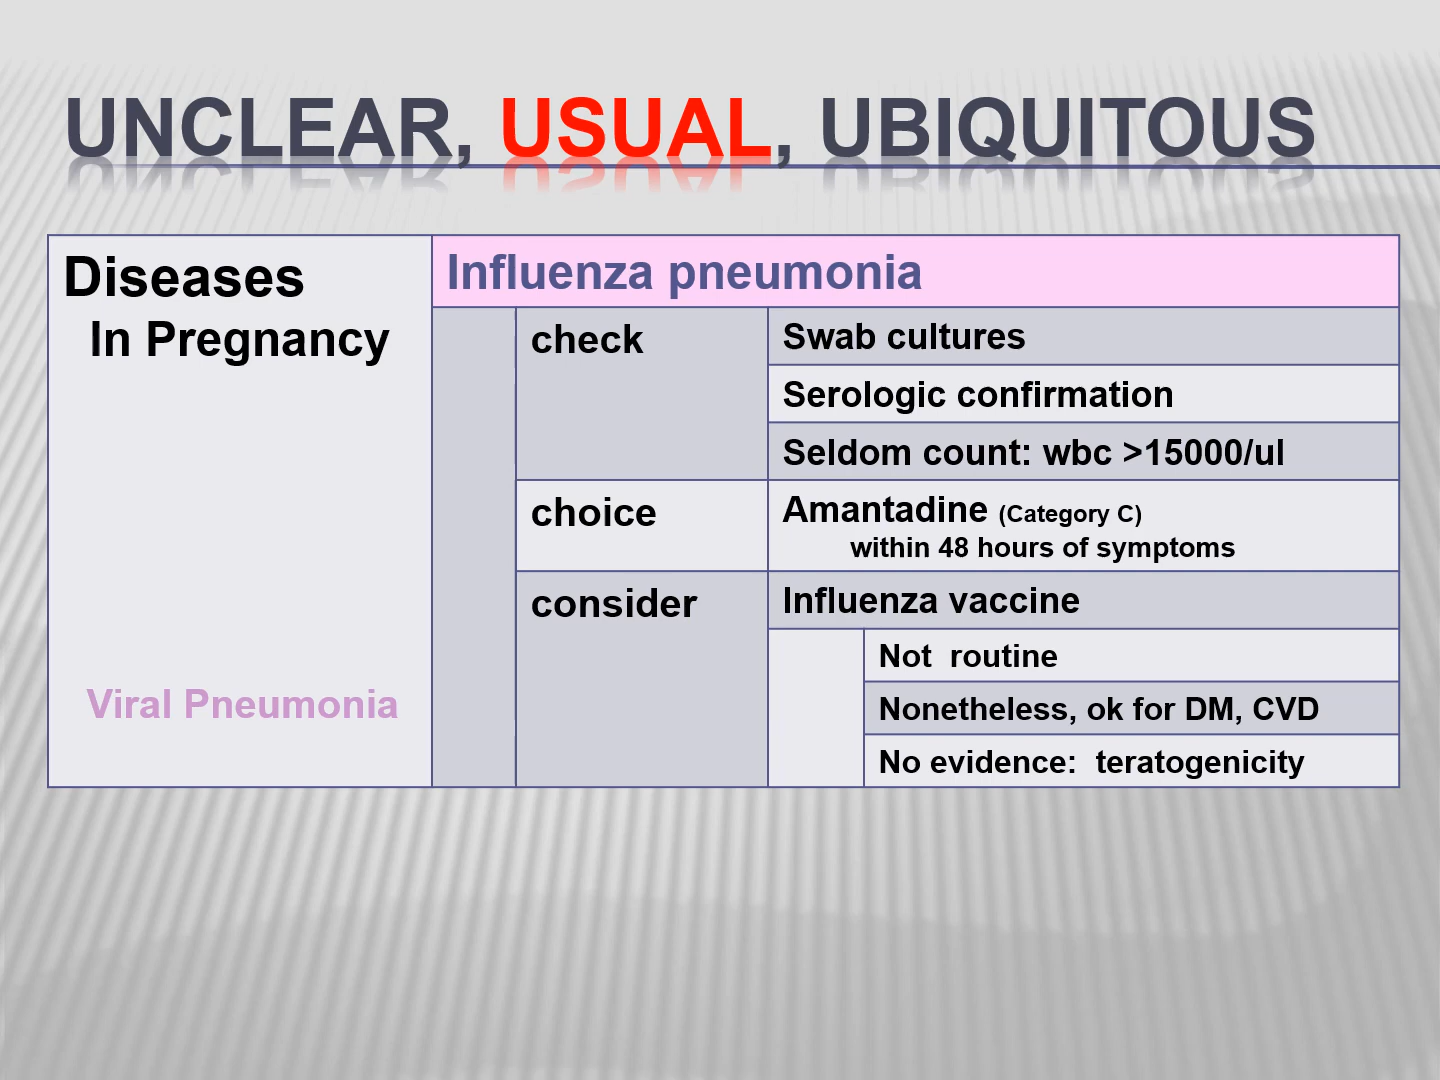 UNCLEAR, USUAL, UBIQUITOUS
Diseases
In Pregnancy
Viral Pneumonia
Influenza pneumonia
check
Swab cultures
Serologic confirmation
Seldom count: wbc >15000/ul
choice
Amantadine (Category C)
within 48 hours of symptoms
consider
Influenza vaccine
Not routine
Nonetheless, ok for DM, CVD
No evidence: teratogenicity